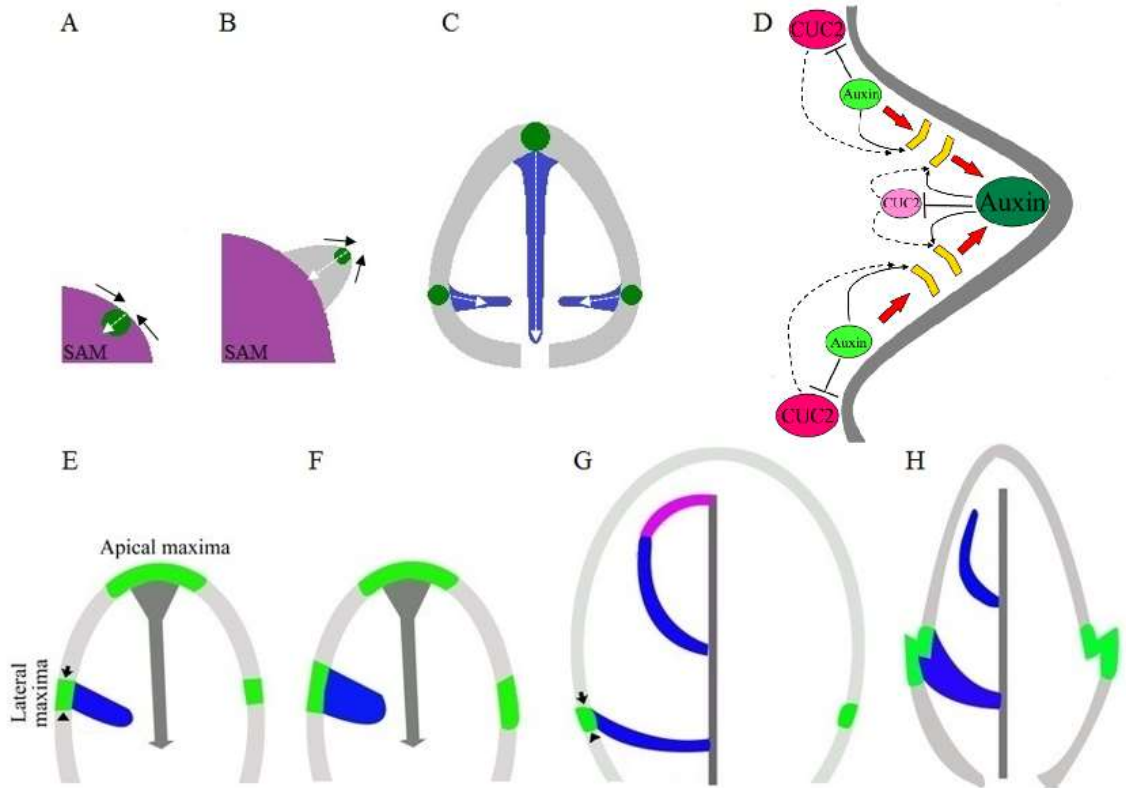 A
B
C
D
SAM
SAM
CUC2
Auxin
CUC2
Auxin
Auxin
CUC2
E
F
G
H
Apical maxima
Lateral
maxima